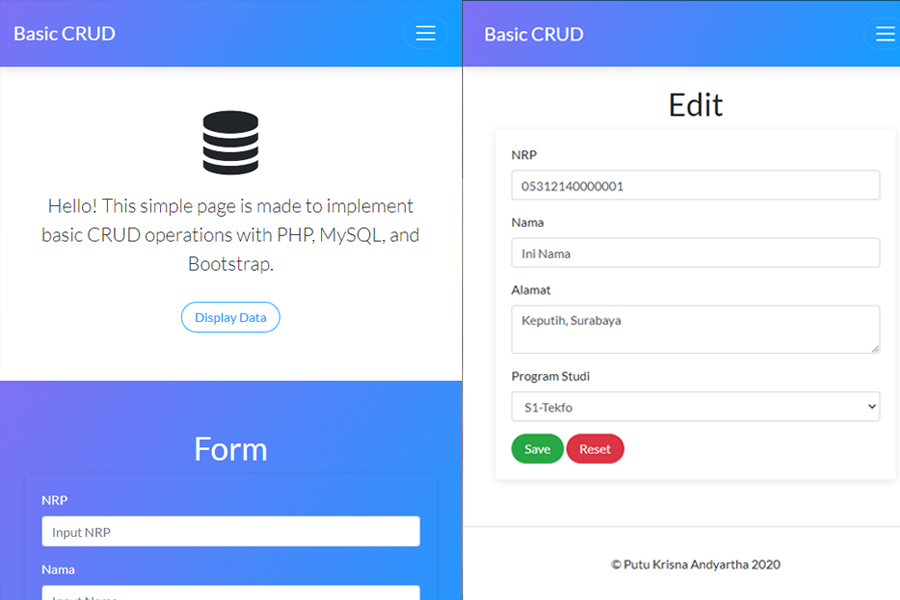 Basic CRUD
Hello! This simple page is made to implement
basic CRUD operations with PHP, MySQL, and
Bootstrap.
Display Data
Form
NRP
Input NRP
Nama
Input Nama
Basic CRUD
Edit
NRP
05312140000001
Nama
Ini Nama
Alamat
Keputih, Surabaya
Program Studi
S1-Tekfo
Save
Reset
© Putu Krisna Andyartha 2020